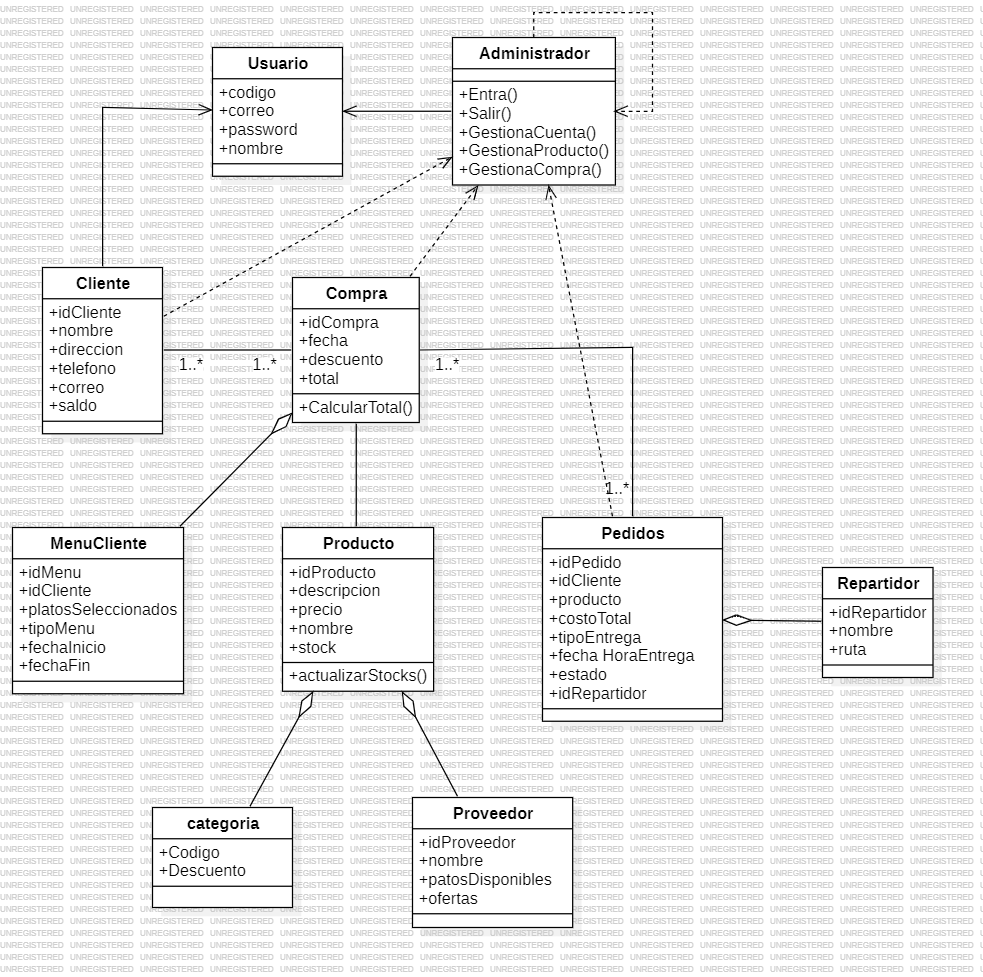 Usuario
+codigo
+correo
+password
+nombre
Administrador
+Entra()
+Salir()
+GestionaCuenta()
+GestionaProducto()
+GestionaCompra()
Cliente
+idCliente
+nombre
+direccion
+telefono
+correo
+saldo
1..*
1..*
Compra
+idCompra
+fecha
+descuento
+total
+CalcularTotal()
1..*
1..*
MenuCliente
+idMenu
+idCliente
+platosSeleccionados
+tipoMenu
+fechaInicio
+fechaFin
Producto
+idProducto
+descripcion
+precio
+nombre
+stock
+actualizarStocks()
Pedidos
+idPedido
+idCliente
+producto
+costoTotal
+tipoEntrega
+fecha HoraEntrega
+estado
+idRepartidor
Repartidor
+idRepartidor
+nombre
+ruta
categoria
+Codigo
+Descuento
Proveedor
+idProveedor
+nombre
+patosDisponibles
+ofertas
UNREGISTERED